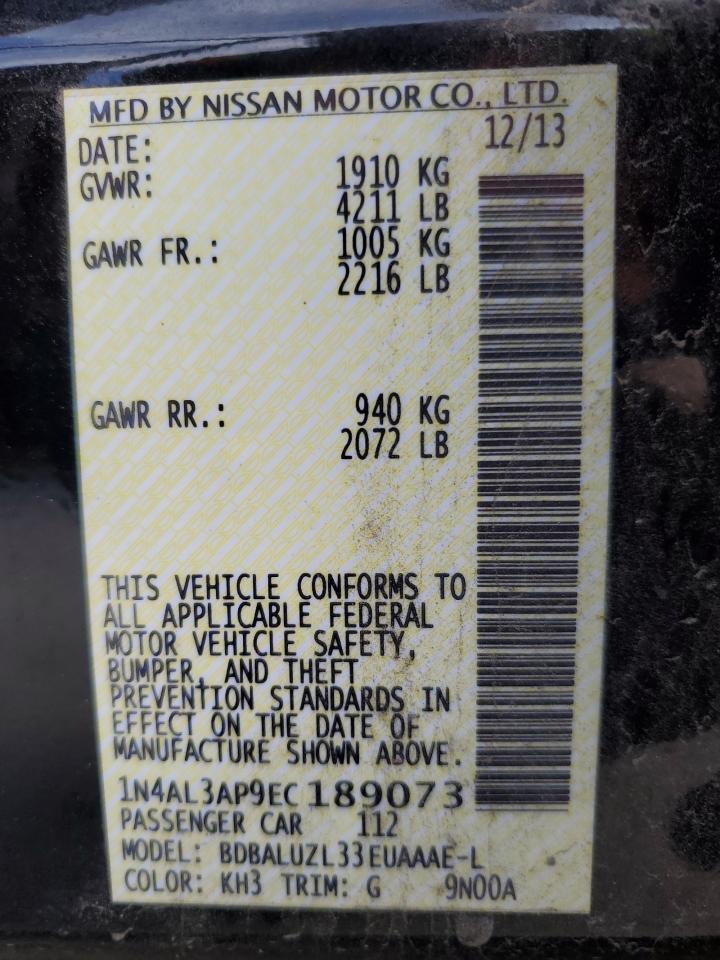 MFD BY NISSAN MOTOR CO., LTD.
DATE: 12/13
GVWR: 1910 KG
4211 LB
GAWR FR.: 1005 KG
2216 LB
GAWR RR.: 940 KG
2072 LB
THIS VEHICLE CONFORMS TO
ALL APPLICABLE FEDERAL
MOTOR VEHICLE SAFETY,
BUMPER, AND THEFT
PREVENTION STANDARDS IN
EFFECT ON THE DATE OF
MANUFACTURE SHOWN ABOVE.
1N4AL3AP9EC189073
PASSENGER CAR 112
MODEL: BDBALUZL33EUAAAE-L
COLOR: KH3 TRIM: G 9N00A